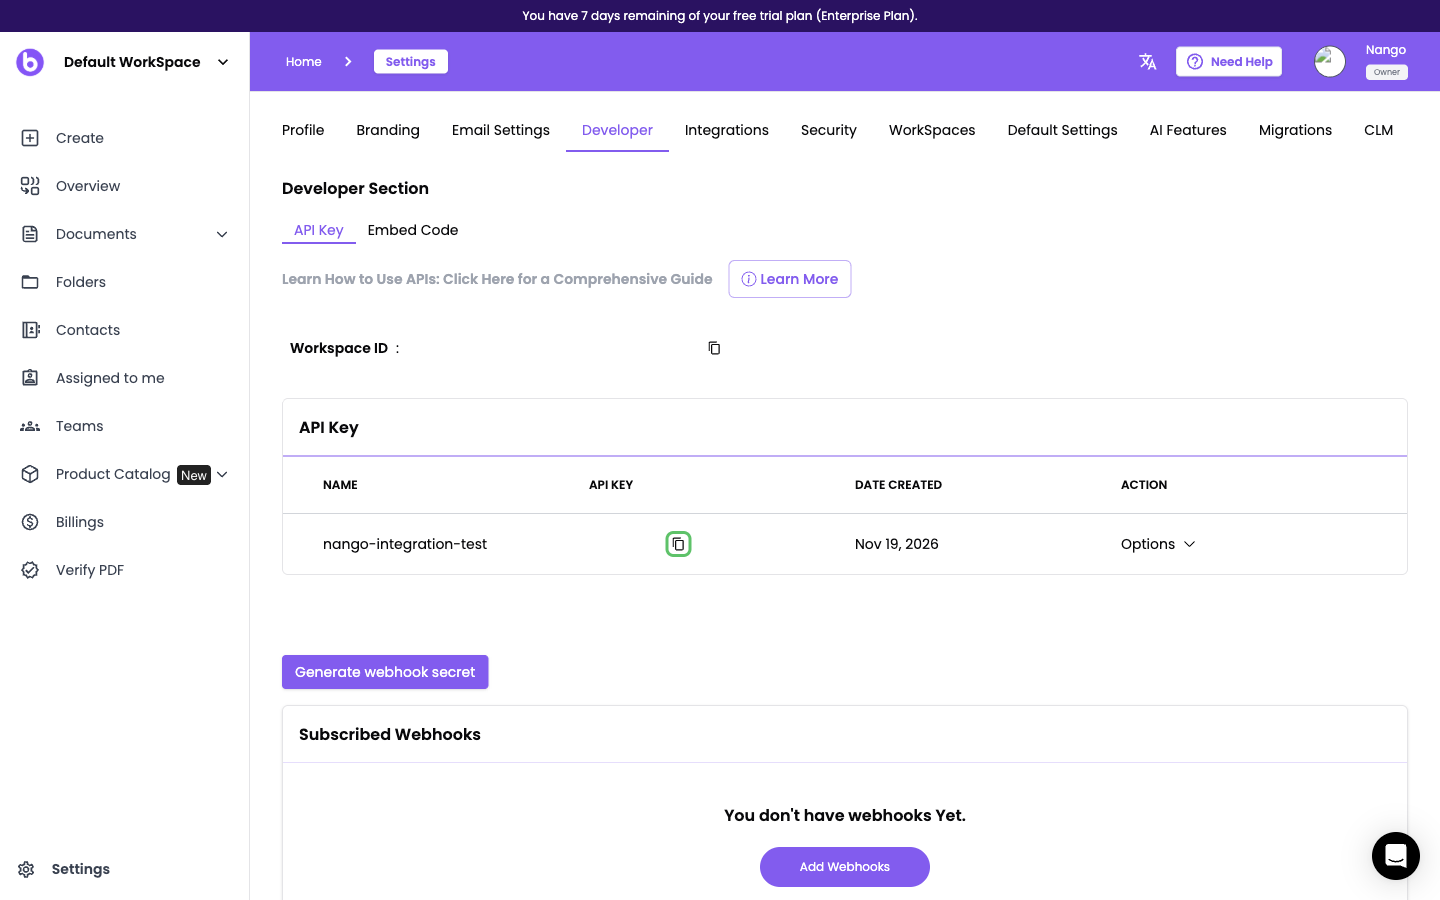 You have 7 days remaining of your free trial plan (Enterprise Plan).
Default WorkSpace
Home
Settings
Need Help
Nango
Owner
Create
Overview
Documents
Folders
Contacts
Assigned to me
Teams
Product Catalog New
Billings
Verify PDF
Settings
Profile
Branding
Email Settings
Developer
Integrations
Security
WorkSpaces
Default Settings
AI Features
Migrations
CLM
Developer Section
API Key
Embed Code
Learn How to Use APIs: Click Here for a Comprehensive Guide
Learn More
Workspace ID :
API Key
NAME
API KEY
DATE CREATED
ACTION
nango-integration-test
Nov 19, 2026
Options
Generate webhook secret
Subscribed Webhooks
You don't have webhooks Yet.
Add Webhooks